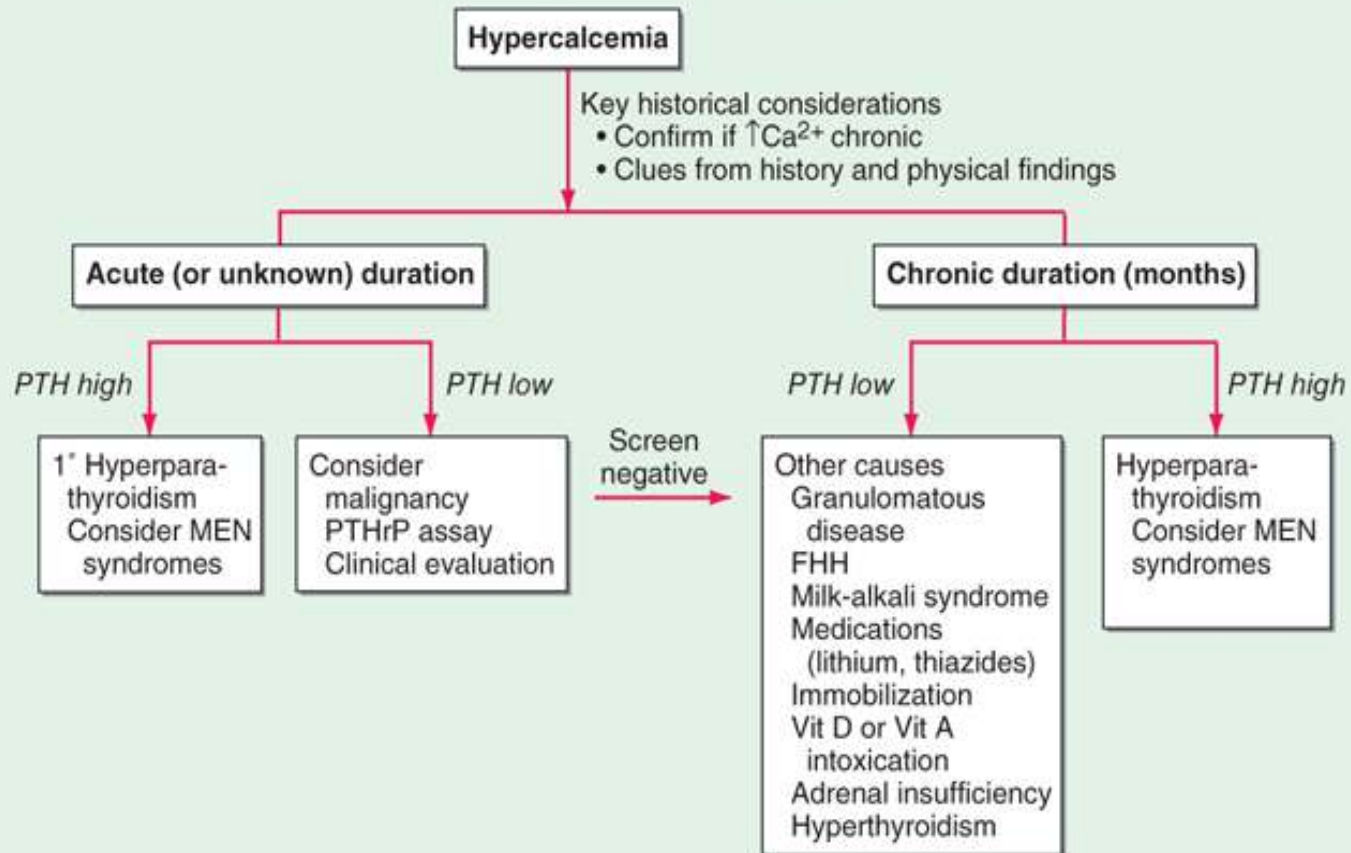 Hypercalcemia
Key historical considerations
• Confirm if ↑Ca²⁺ chronic
• Clues from history and physical findings
Acute (or unknown) duration
Chronic duration (months)
PTH high
PTH low
PTH low
PTH high
1° Hyperpara-
thyroidism
Consider MEN
syndromes
Consider
malignancy
PTHrP assay
Clinical evaluation
Screen
negative
Other causes
Granulomatous
disease
FHH
Milk-alkali syndrome
Medications
(lithium, thiazides)
Immobilization
Vit D or Vit A
intoxication
Adrenal insufficiency
Hyperthyroidism
Hyperpara-
thyroidism
Consider MEN
syndromes